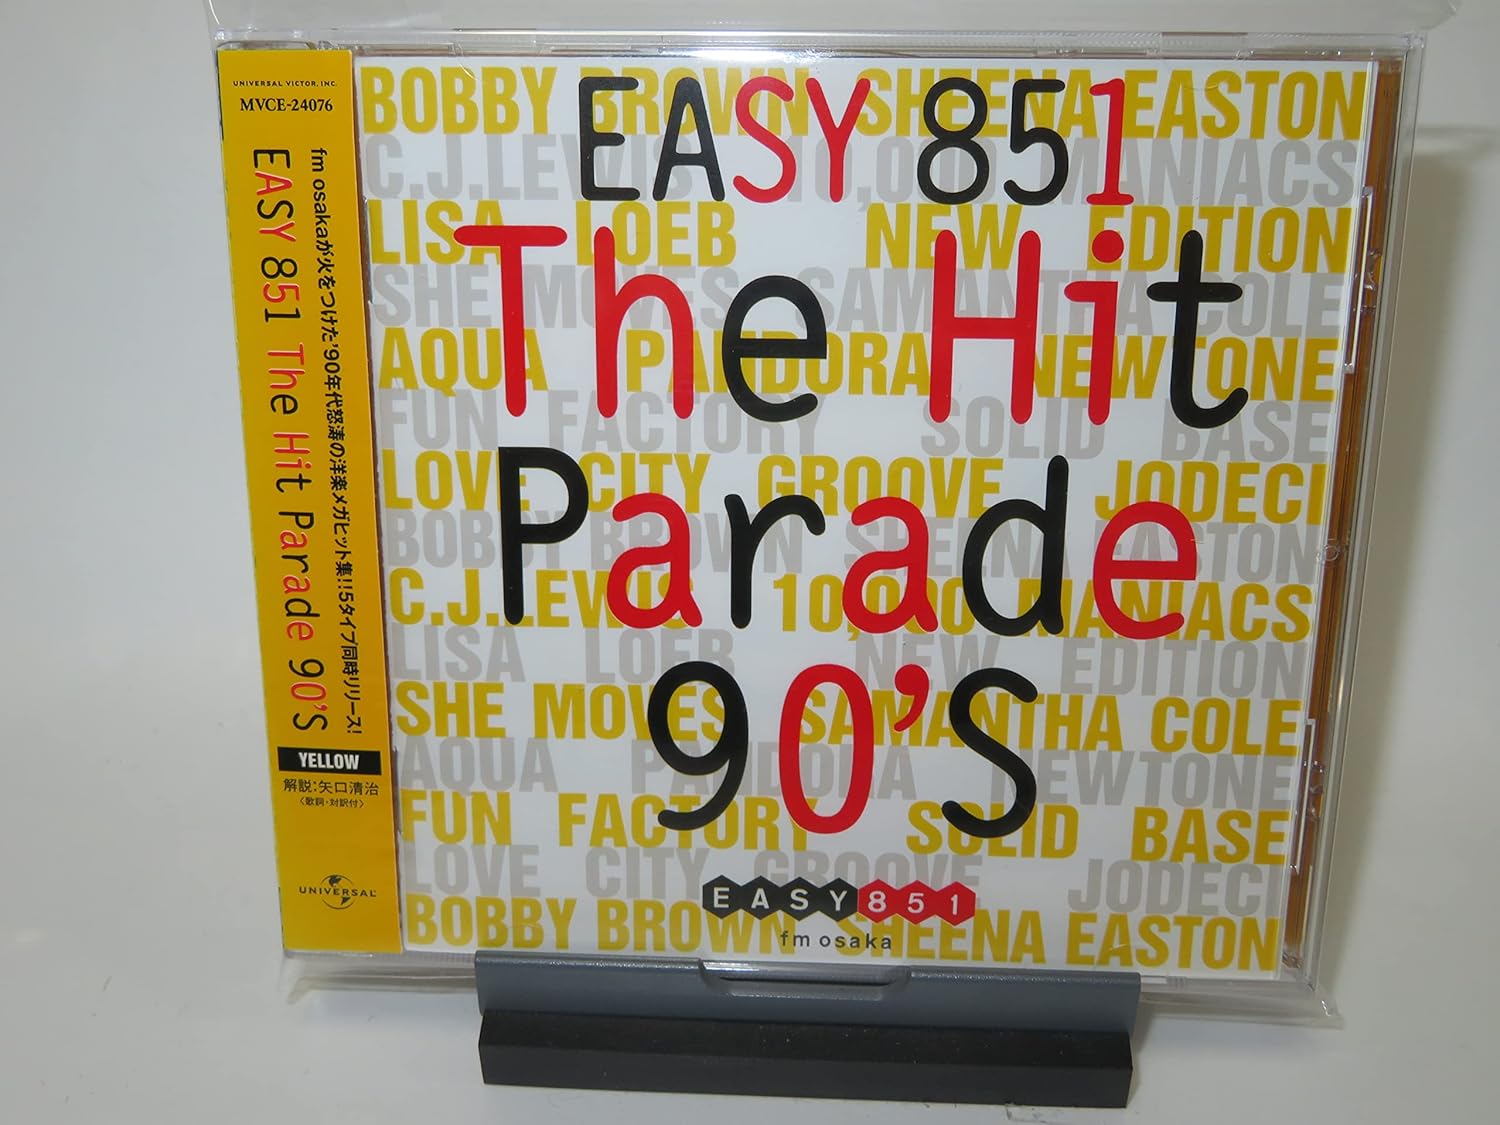 UNIVERSAL VICTOR, INC.
MVCE-24076
fm osakaが火をつけた'90年代怒濤の洋楽メガヒット集!!5タイプ同時リリース!
EASY 851 The Hit Parade 90'S
YELLOW
解説:矢口清治
〈歌詞・対訳付〉
UNIVERSAL
EASY 851
The Hit
Parade
90'S
BOBBY BROWN SHEENA EASTON
C.J.LEWIS 10,000 MANIACS
LISA LOEB NEW EDITION
SHE MOVES SAMANTHA COLE
AQUA PANDORA NEWTONE
FUN FACTORY SOLID BASE
LOVE CITY GROOVE JODECI
BOBBY BROWN SHEENA EASTON
C.J.LEWIS 10,000 MANIACS
LISA LOEB NEW EDITION
SHE MOVES SAMANTHA COLE
AQUA PANDORA NEWTONE
FUN FACTORY SOLID BASE
LOVE CITY GROOVE JODECI
BOBBY BROWN SHEENA EASTON
EASY851
fm osaka